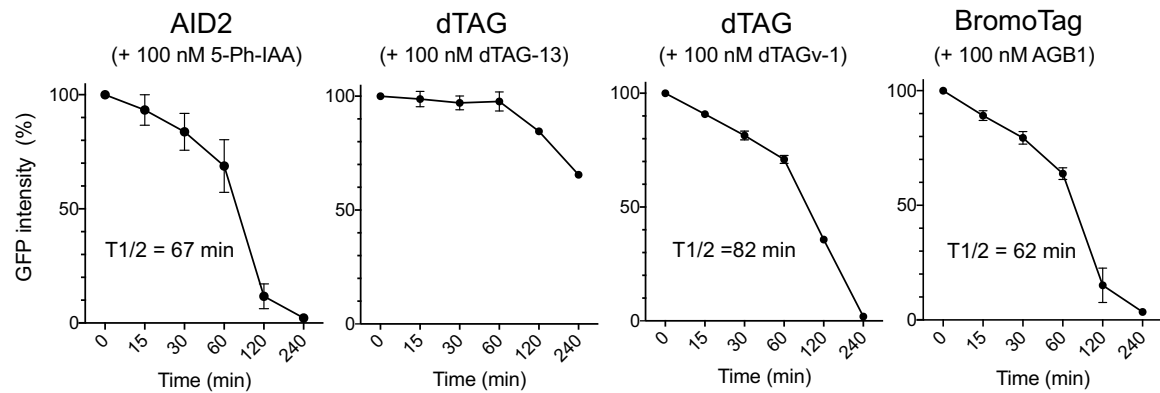 AID2
(+ 100 nM 5-Ph-IAA)
GFP intensity (%)
100
50
0
T1/2 = 67 min
0 15 30 60 120 240
Time (min)
dTAG
(+ 100 nM dTAG-13)
100
50
0
0 15 30 60 120 240
Time (min)
dTAG
(+ 100 nM dTAGv-1)
100
50
0
T1/2 =82 min
0 15 30 60 120 240
Time (min)
BromoTag
(+ 100 nM AGB1)
100
50
0
T1/2 = 62 min
0 15 30 60 120 240
Time (min)